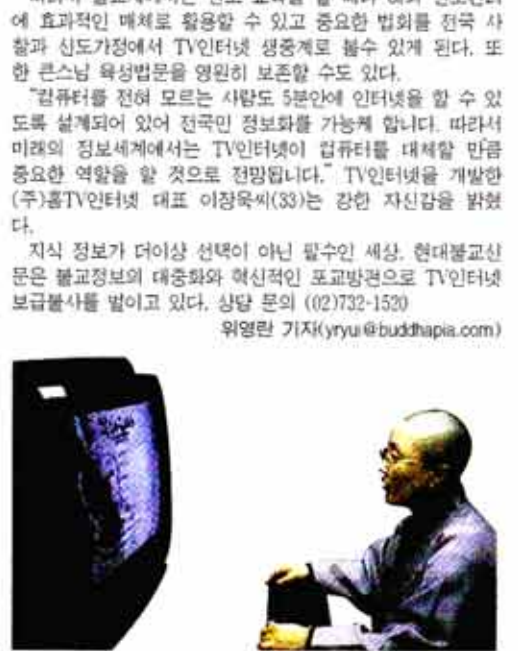 에 효과적인 매체로 활용할 수 있고 중요한 법회를 전국 사
찰과 신도가정에서 TV인터넷 생중계로 볼수 있게 된다. 또
한 큰스님 육성법문을 영원히 보존할 수도 있다.
"컴퓨터를 전혀 모르는 사람도 5분안에 인터넷을 할 수 있
도록 설계되어 있어 전국민 정보화를 가능케 합니다. 따라서
미래의 정보세계에서는 TV인터넷이 컴퓨터를 대체할 만큼
중요한 역할을 할 것으로 전망됩니다." TV인터넷을 개발한
(주)홈TV인터넷 대표 이장욱씨(33)는 강한 자신감을 밝혔
다.
지식 정보가 더이상 선택이 아닌 필수인 세상. 현대불교신
문은 불교정보의 대중화와 혁신적인 포교방편으로 TV인터넷
보급불사를 벌이고 있다. 상담 문의 (02)732-1520
위영란 기자(yryui@buddhapia.com)